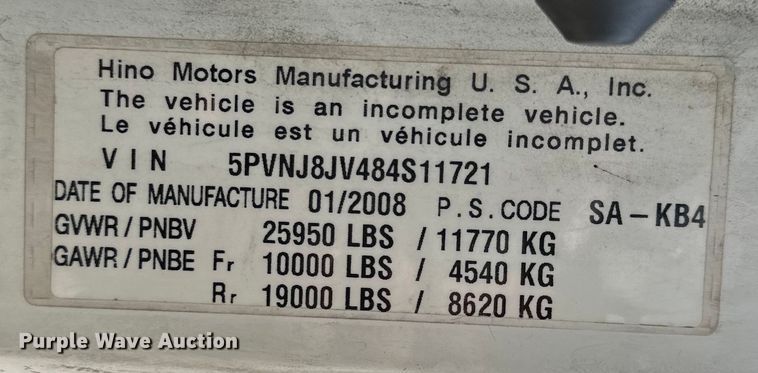 Hino Motors Manufacturing U. S. A., Inc.
The vehicle is an incomplete vehicle.
Le véhicule est un véhicule incomplet.
VIN 5PVNJ8JV484S11721
DATE OF MANUFACTURE 01/2008 P.S.CODE SA-KB4
GVWR/PNBV 25950 LBS / 11770 KG
GAWR/PNBE Fr 10000 LBS / 4540 KG
Rr 19000 LBS / 8620 KG
Purple Wave Auction